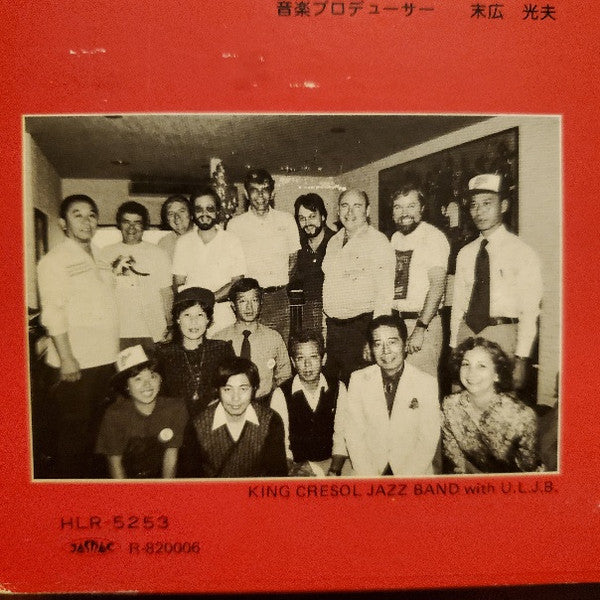 音楽プロデューサー 末広 光夫
KING CRESOL JAZZ BAND with U.L.J.B.
HLR-5253
JASRAC R-820006